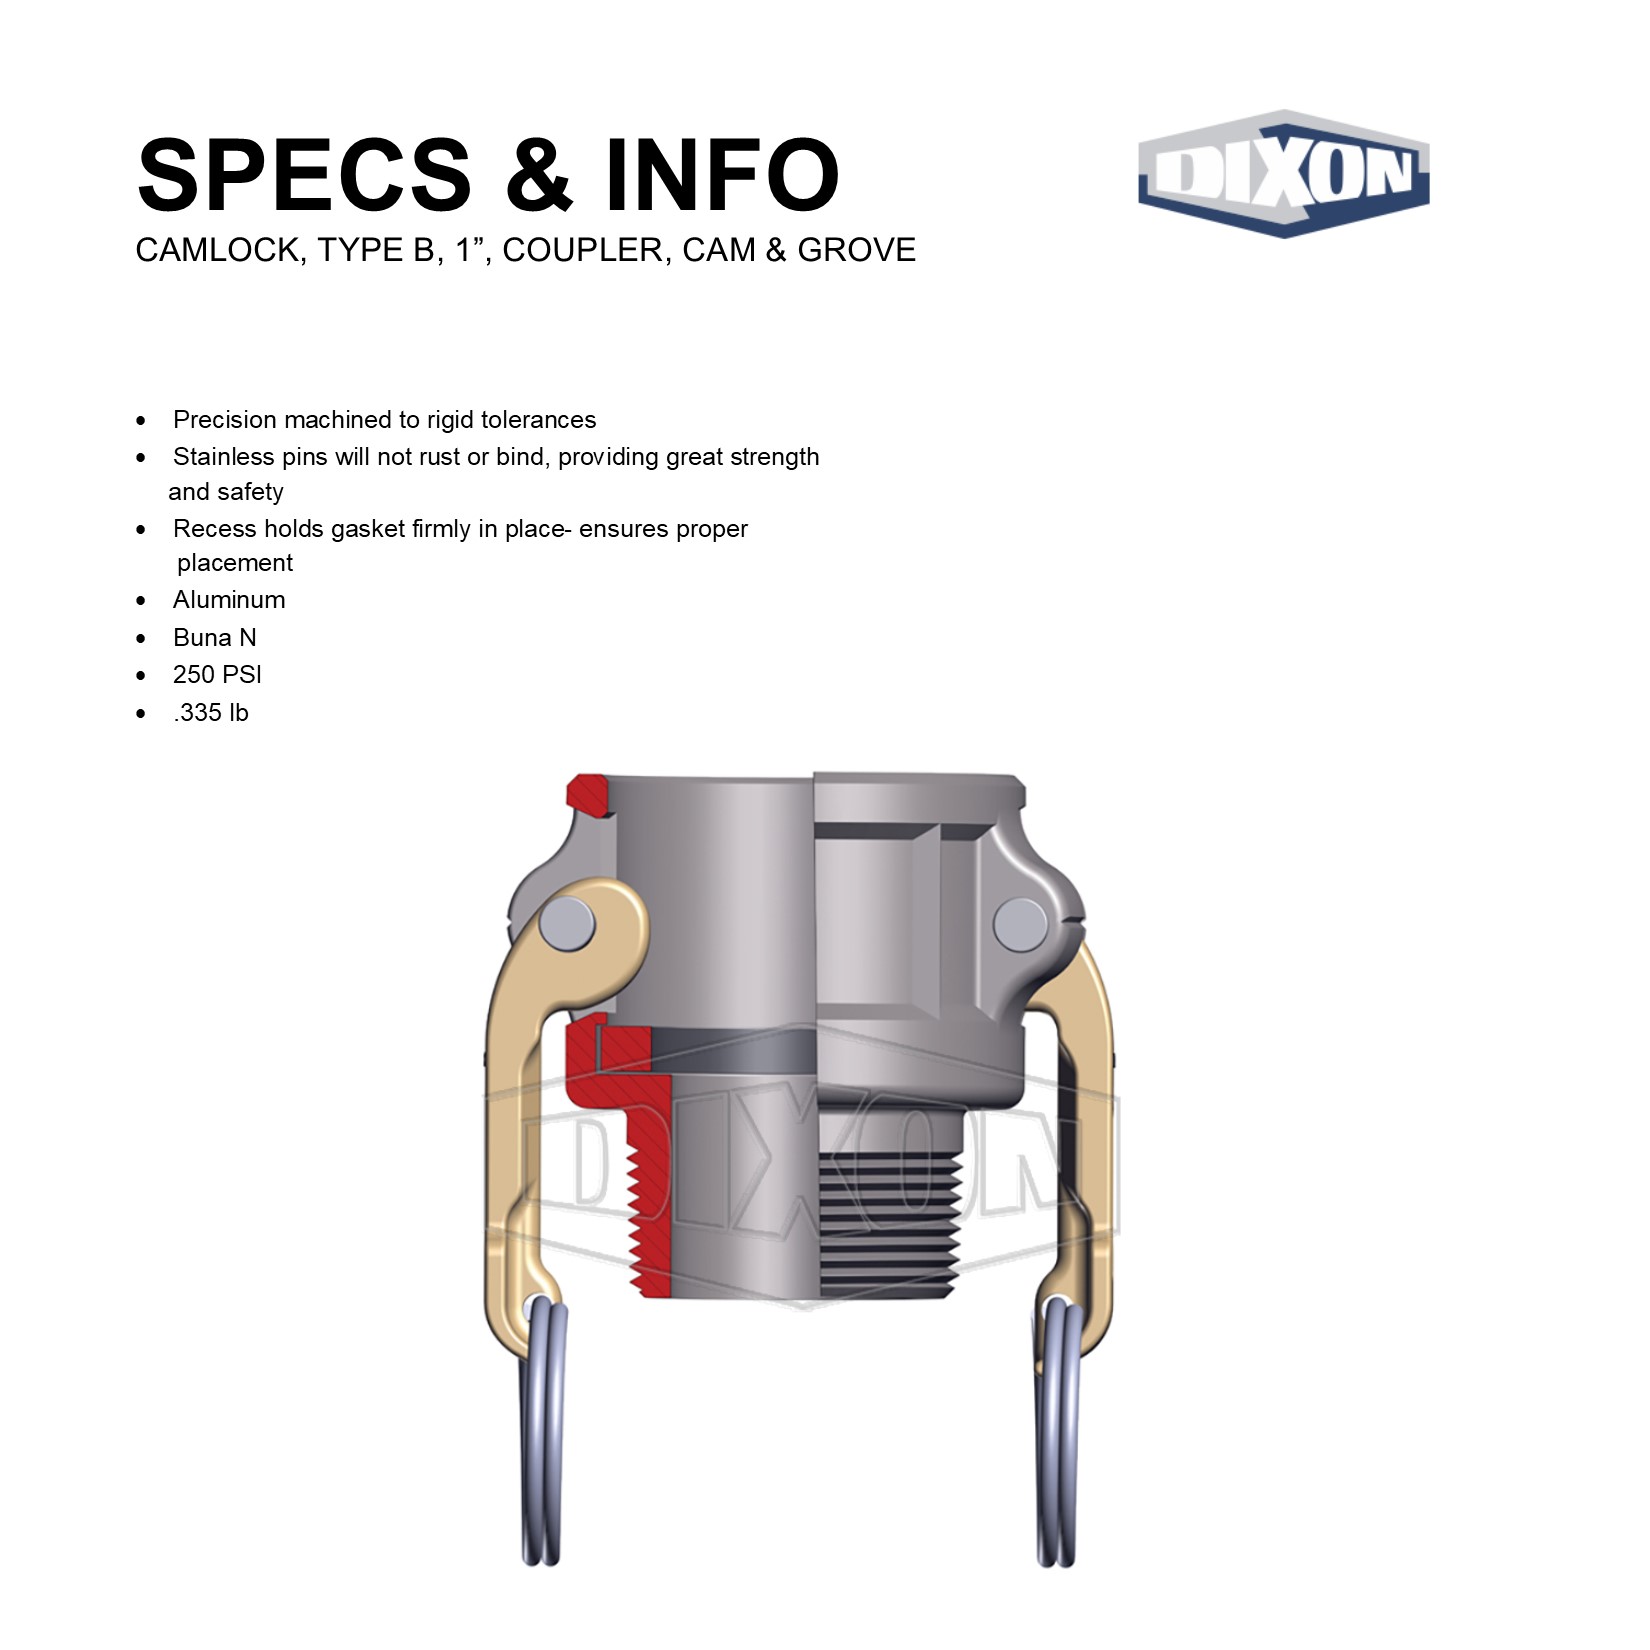 SPECS & INFO
DIXON
CAMLOCK, TYPE B, 1”, COUPLER, CAM & GROVE
• Precision machined to rigid tolerances
• Stainless pins will not rust or bind, providing great strength
and safety
• Recess holds gasket firmly in place- ensures proper
placement
• Aluminum
• Buna N
• 250 PSI
• .335 lb
DIXON